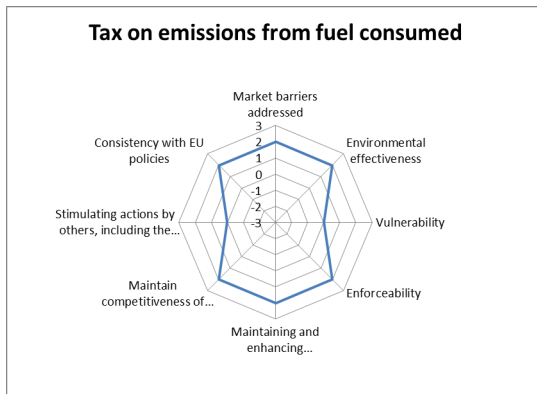 Tax on emissions from fuel consumed
Market barriers
addressed
3
2
1
0
-1
-2
-3
Environmental
effectiveness
Vulnerability
Enforceability
Maintaining and
enhancing...
Maintain
competitiveness of...
Stimulating actions by
others, including the...
Consistency with EU
policies